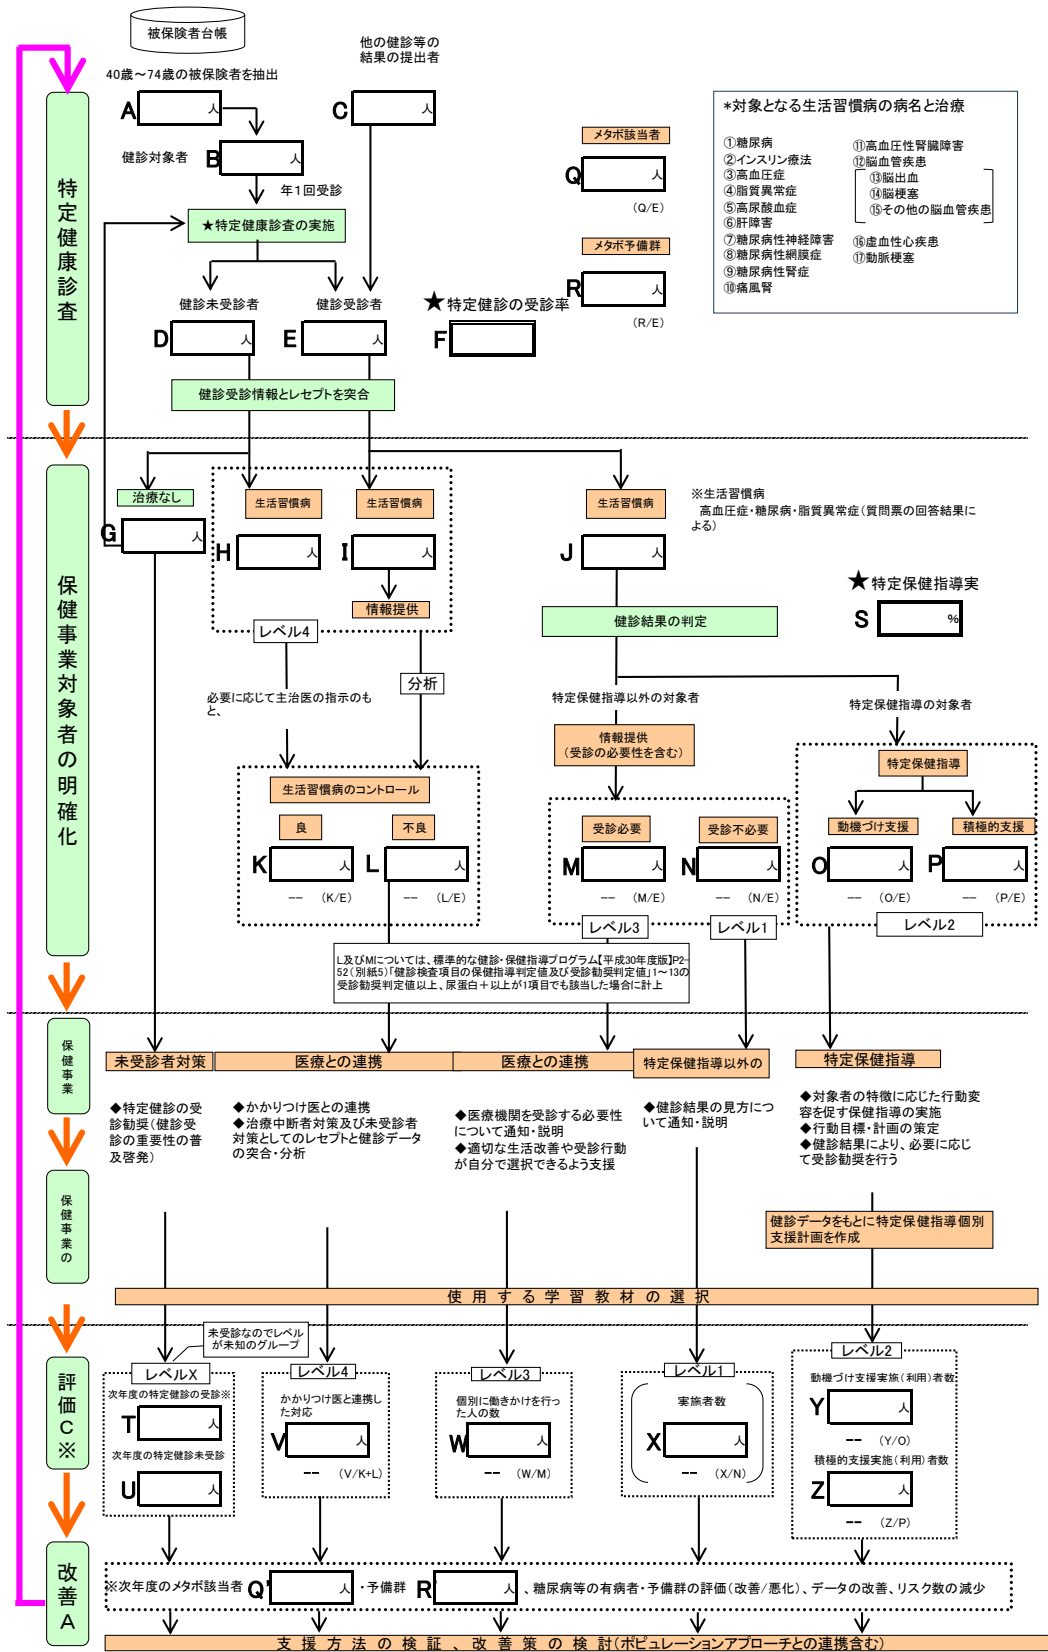 被保険者台帳
他の健診等の
結果の提出者
40歳～74歳の被保険者を抽出
A 人
C 人
健診対象者 B 人
年1回受診
★特定健康診査の実施
健診未受診者
健診受診者
D 人
E 人
★特定健診の受診率
F
健診受診情報とレセプトを突合
メタボ該当者
Q 人
(Q/E)
メタボ予備群
R 人
(R/E)
*対象となる生活習慣病の病名と治療
①糖尿病
②インスリン療法
③高血圧症
④脂質異常症
⑤高尿酸血症
⑥肝障害
⑦糖尿病性神経障害
⑧糖尿病性網膜症
⑨糖尿病性腎症
⑩痛風腎
⑪高血圧性腎臓障害
⑫脳血管疾患
⑬脳出血
⑭脳梗塞
⑮その他の脳血管疾患
⑯虚血性心疾患
⑰動脈梗塞
特定健康診査
保健事業対象者の明確化
治療なし
G 人
生活習慣病
H 人
生活習慣病
I 人
情報提供
レベル4
生活習慣病
J 人
※生活習慣病
高血圧症・糖尿病・脂質異常症(質問票の回答結果に
よる)
★特定保健指導実
S %
健診結果の判定
分析
必要に応じて主治医の指示のも
と、
特定保健指導以外の対象者
特定保健指導の対象者
情報提供
(受診の必要性を含む)
生活習慣病のコントロール
良
不良
K 人
L 人
-- (K/E)
-- (L/E)
受診必要
受診不必要
M 人
N 人
-- (M/E)
-- (N/E)
レベル3
レベル1
特定保健指導
動機づけ支援
積極的支援
O 人
P 人
-- (O/E)
-- (P/E)
レベル2
L及びMについては、標準的な健診・保健指導プログラム【平成30年度版】P2-
52(別紙5)「健診検査項目の保健指導判定値及び受診勧奨判定値」1～13の
受診勧奨判定値以上、尿蛋白＋以上が1項目でも該当した場合に計上
保健事業
未受診者対策
医療との連携
医療との連携
特定保健指導以外の
特定保健指導
◆特定健診の受
診勧奨(健診受
診の重要性の普
及啓発)
◆かかりつけ医との連携
◆治療中断者対策及び未受診者
対策としてのレセプトと健診データ
の突合・分析
◆医療機関を受診する必要性
について通知・説明
◆適切な生活改善や受診行動
が自分で選択できるよう支援
◆健診結果の見方につ
いて通知・説明
◆対象者の特徴に応じた行動変
容を促す保健指導の実施
◆行動目標・計画の策定
◆健診結果により、必要に応じ
て受診勧奨を行う
保健事業の
健診データをもとに特定保健指導個別
支援計画を作成
使用する学習教材の選択
評価C※
未受診なのでレベル
が未知のグループ
レベルX
次年度の特定健診の受診※
T 人
次年度の特定健診未受診
U 人
レベル4
かかりつけ医と連携し
た対応
V 人
-- (V/K+L)
レベル3
個別に働きかけを行っ
た人の数
W 人
-- (W/M)
レベル1
実施者数
X 人
-- (X/N)
レベル2
動機づけ支援実施(利用)者数
Y 人
-- (Y/O)
積極的支援実施(利用)者数
Z 人
-- (Z/P)
改善A
※次年度のメタボ該当者 Q' 人 ・予備群 R' 人 、糖尿病等の有病者・予備群の評価(改善/悪化)、データの改善、リスク数の減少
支援方法の検証、改善策の検討(ポピュレーションアプローチとの連携含む)